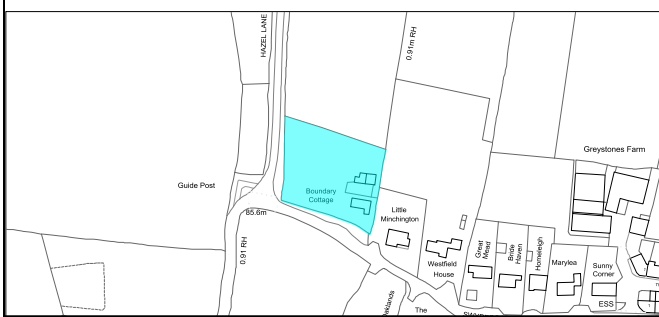 HAZEL LANE
0.91m RH
Greystones Farm
Guide Post
Boundary
Cottage
85.6m
0.91 RH
Little
Minchington
Westfield
House
Great
Mead
Bride
Haven
Homeleigh
Marylea
Sunny
Corner
ESS
The